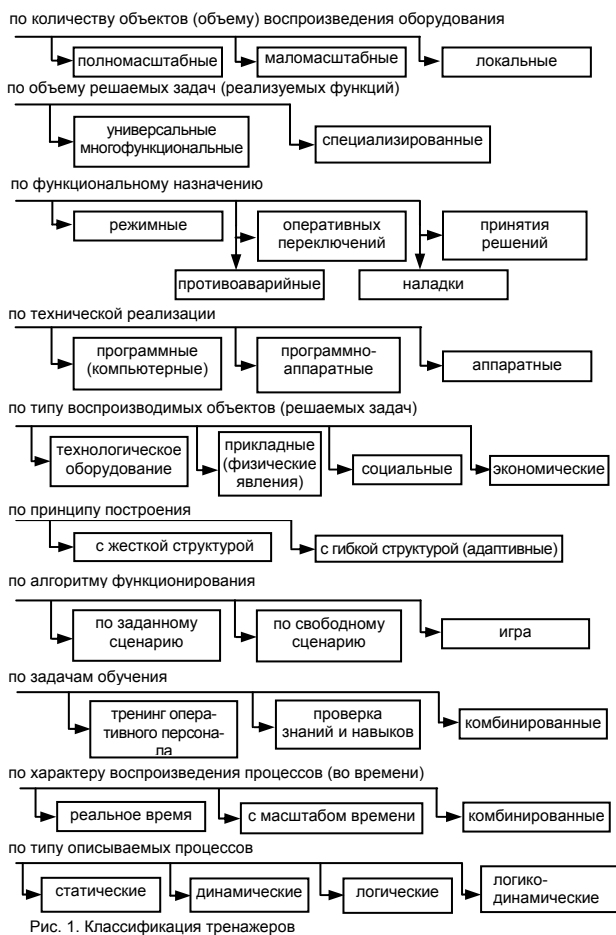 по количеству объектов (объему) воспроизведения оборудования
полномасштабные
маломасштабные
локальные
по объему решаемых задач (реализуемых функций)
универсальные
многофункциональные
специализированные
по функциональному назначению
режимные
оперативных
переключений
принятия
решений
противоаварийные
наладки
по технической реализации
программные
(компьютерные)
программно-
аппаратные
аппаратные
по типу воспроизводимых объектов (решаемых задач)
технологическое
оборудование
прикладные
(физические
явления)
социальные
экономические
по принципу построения
с жесткой структурой
с гибкой структурой (адаптивные)
по алгоритму функционирования
по заданному
сценарию
по свободному
сценарию
игра
по задачам обучения
тренинг опера-
тивного персона-
ла
проверка
знаний и навыков
комбинированные
по характеру воспроизведения процессов (во времени)
реальное время
с масштабом времени
комбинированные
по типу описываемых процессов
статические
динамические
логические
логико-
динамические
Рис. 1. Классификация тренажеров